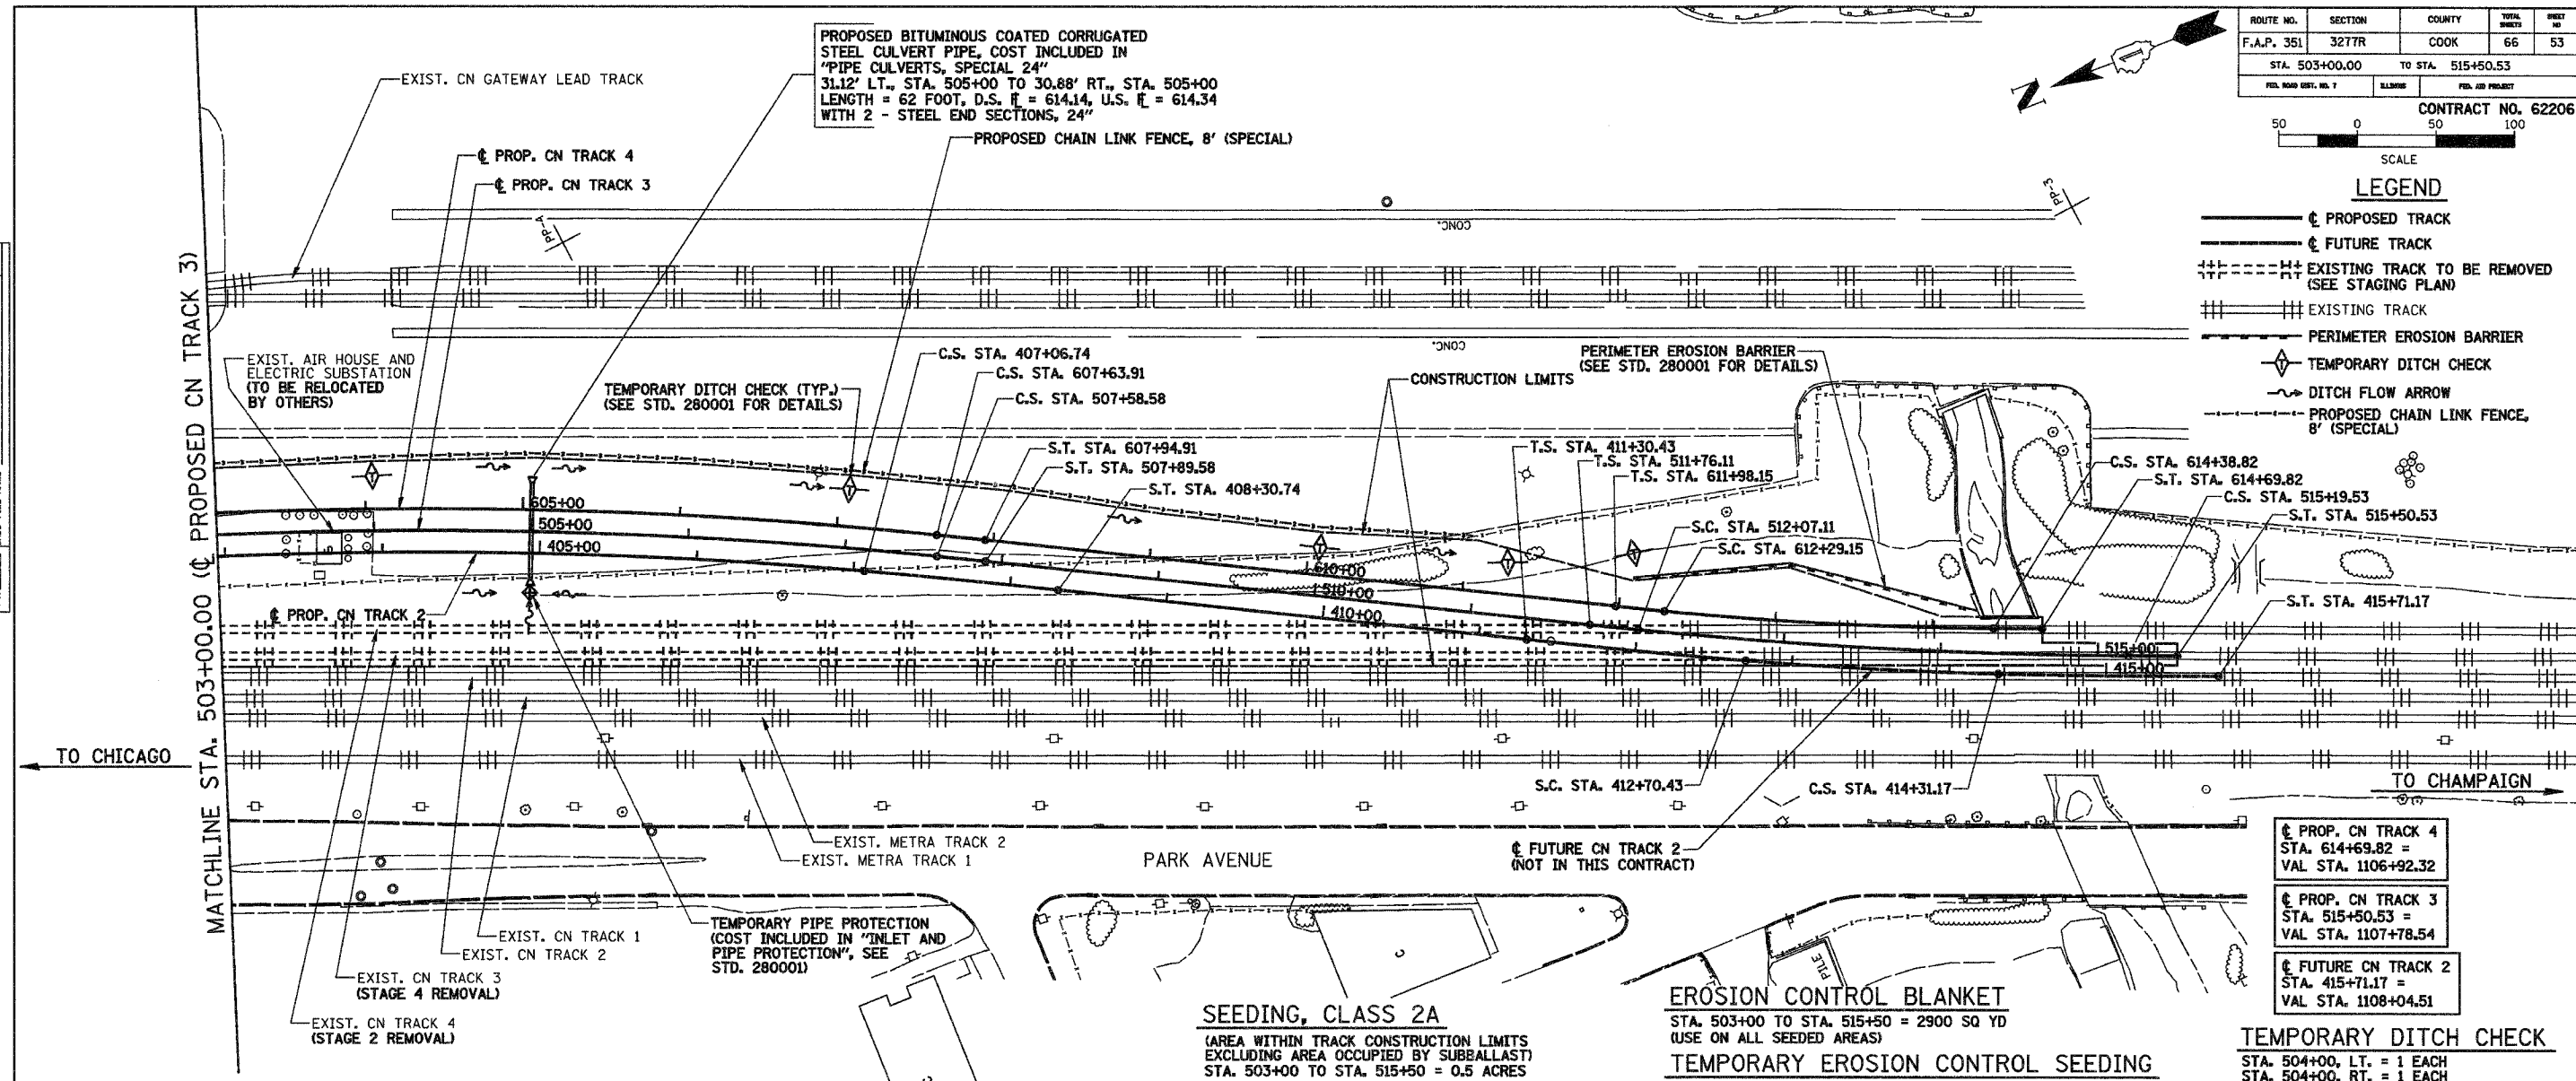 ROUTE NO. SECTION COUNTY TOTAL SHEETS SHEET NO
F.A.P. 351 3277R COOK 66 53
STA. 503+00.00 TO STA. 515+50.53
FED. ROAD DIST. NO. 7 ILLINOIS FED. AID PROJECT
CONTRACT NO. 62206
50 0 50 100
SCALE
N
LEGEND
℄ PROPOSED TRACK
℄ FUTURE TRACK
EXISTING TRACK TO BE REMOVED
(SEE STAGING PLAN)
EXISTING TRACK
PERIMETER EROSION BARRIER
T
TEMPORARY DITCH CHECK
DITCH FLOW ARROW
PROPOSED CHAIN LINK FENCE,
8' (SPECIAL)
PROPOSED BITUMINOUS COATED CORRUGATED
STEEL CULVERT PIPE, COST INCLUDED IN
"PIPE CULVERTS, SPECIAL 24"
31.12' LT., STA. 505+00 TO 30.88' RT., STA. 505+00
LENGTH = 62 FOOT, D.S. F̵L = 614.14, U.S. F̵L = 614.34
WITH 2 - STEEL END SECTIONS, 24"
EXIST. CN GATEWAY LEAD TRACK
PROPOSED CHAIN LINK FENCE, 8' (SPECIAL)
℄ PROP. CN TRACK 4
℄ PROP. CN TRACK 3
PP-A
PP-3
CONC.
CONC.
MATCHLINE STA. 503+00.00 (℄ PROPOSED CN TRACK 3)
EXIST. AIR HOUSE AND
ELECTRIC SUBSTATION
(TO BE RELOCATED
BY OTHERS)
TEMPORARY DITCH CHECK (TYP.)
(SEE STD. 280001 FOR DETAILS)
C.S. STA. 407+06.74
C.S. STA. 607+63.91
C.S. STA. 507+58.58
S.T. STA. 607+94.91
S.T. STA. 507+89.58
S.T. STA. 408+30.74
CONSTRUCTION LIMITS
PERIMETER EROSION BARRIER
(SEE STD. 280001 FOR DETAILS)
T.S. STA. 411+30.43
T.S. STA. 511+76.11
T.S. STA. 611+98.15
S.C. STA. 512+07.11
S.C. STA. 612+29.15
C.S. STA. 614+38.82
S.T. STA. 614+69.82
C.S. STA. 515+19.53
S.T. STA. 515+50.53
S.T. STA. 415+71.17
605+00
505+00
405+00
610+00
510+00
410+00
515+00
415+00
℄ PROP. CN TRACK 2
TO CHICAGO
TO CHAMPAIGN
S.C. STA. 412+70.43
C.S. STA. 414+31.17
EXIST. METRA TRACK 2
EXIST. METRA TRACK 1
PARK AVENUE
℄ FUTURE CN TRACK 2
(NOT IN THIS CONTRACT)
TEMPORARY PIPE PROTECTION
(COST INCLUDED IN "INLET AND
PIPE PROTECTION", SEE
STD. 280001)
EXIST. CN TRACK 1
EXIST. CN TRACK 2
EXIST. CN TRACK 3
(STAGE 4 REMOVAL)
EXIST. CN TRACK 4
(STAGE 2 REMOVAL)
PILE
℄ PROP. CN TRACK 4
STA. 614+69.82 =
VAL STA. 1106+92.32
℄ PROP. CN TRACK 3
STA. 515+50.53 =
VAL STA. 1107+78.54
℄ FUTURE CN TRACK 2
STA. 415+71.17 =
VAL STA. 1108+04.51
SEEDING, CLASS 2A
(AREA WITHIN TRACK CONSTRUCTION LIMITS
EXCLUDING AREA OCCUPIED BY SUBBALLAST)
STA. 503+00 TO STA. 515+50 = 0.5 ACRES
EROSION CONTROL BLANKET
STA. 503+00 TO STA. 515+50 = 2900 SQ YD
(USE ON ALL SEEDED AREAS)
TEMPORARY EROSION CONTROL SEEDING
TEMPORARY DITCH CHECK
STA. 504+00, LT. = 1 EACH
STA. 504+00, RT. = 1 EACH